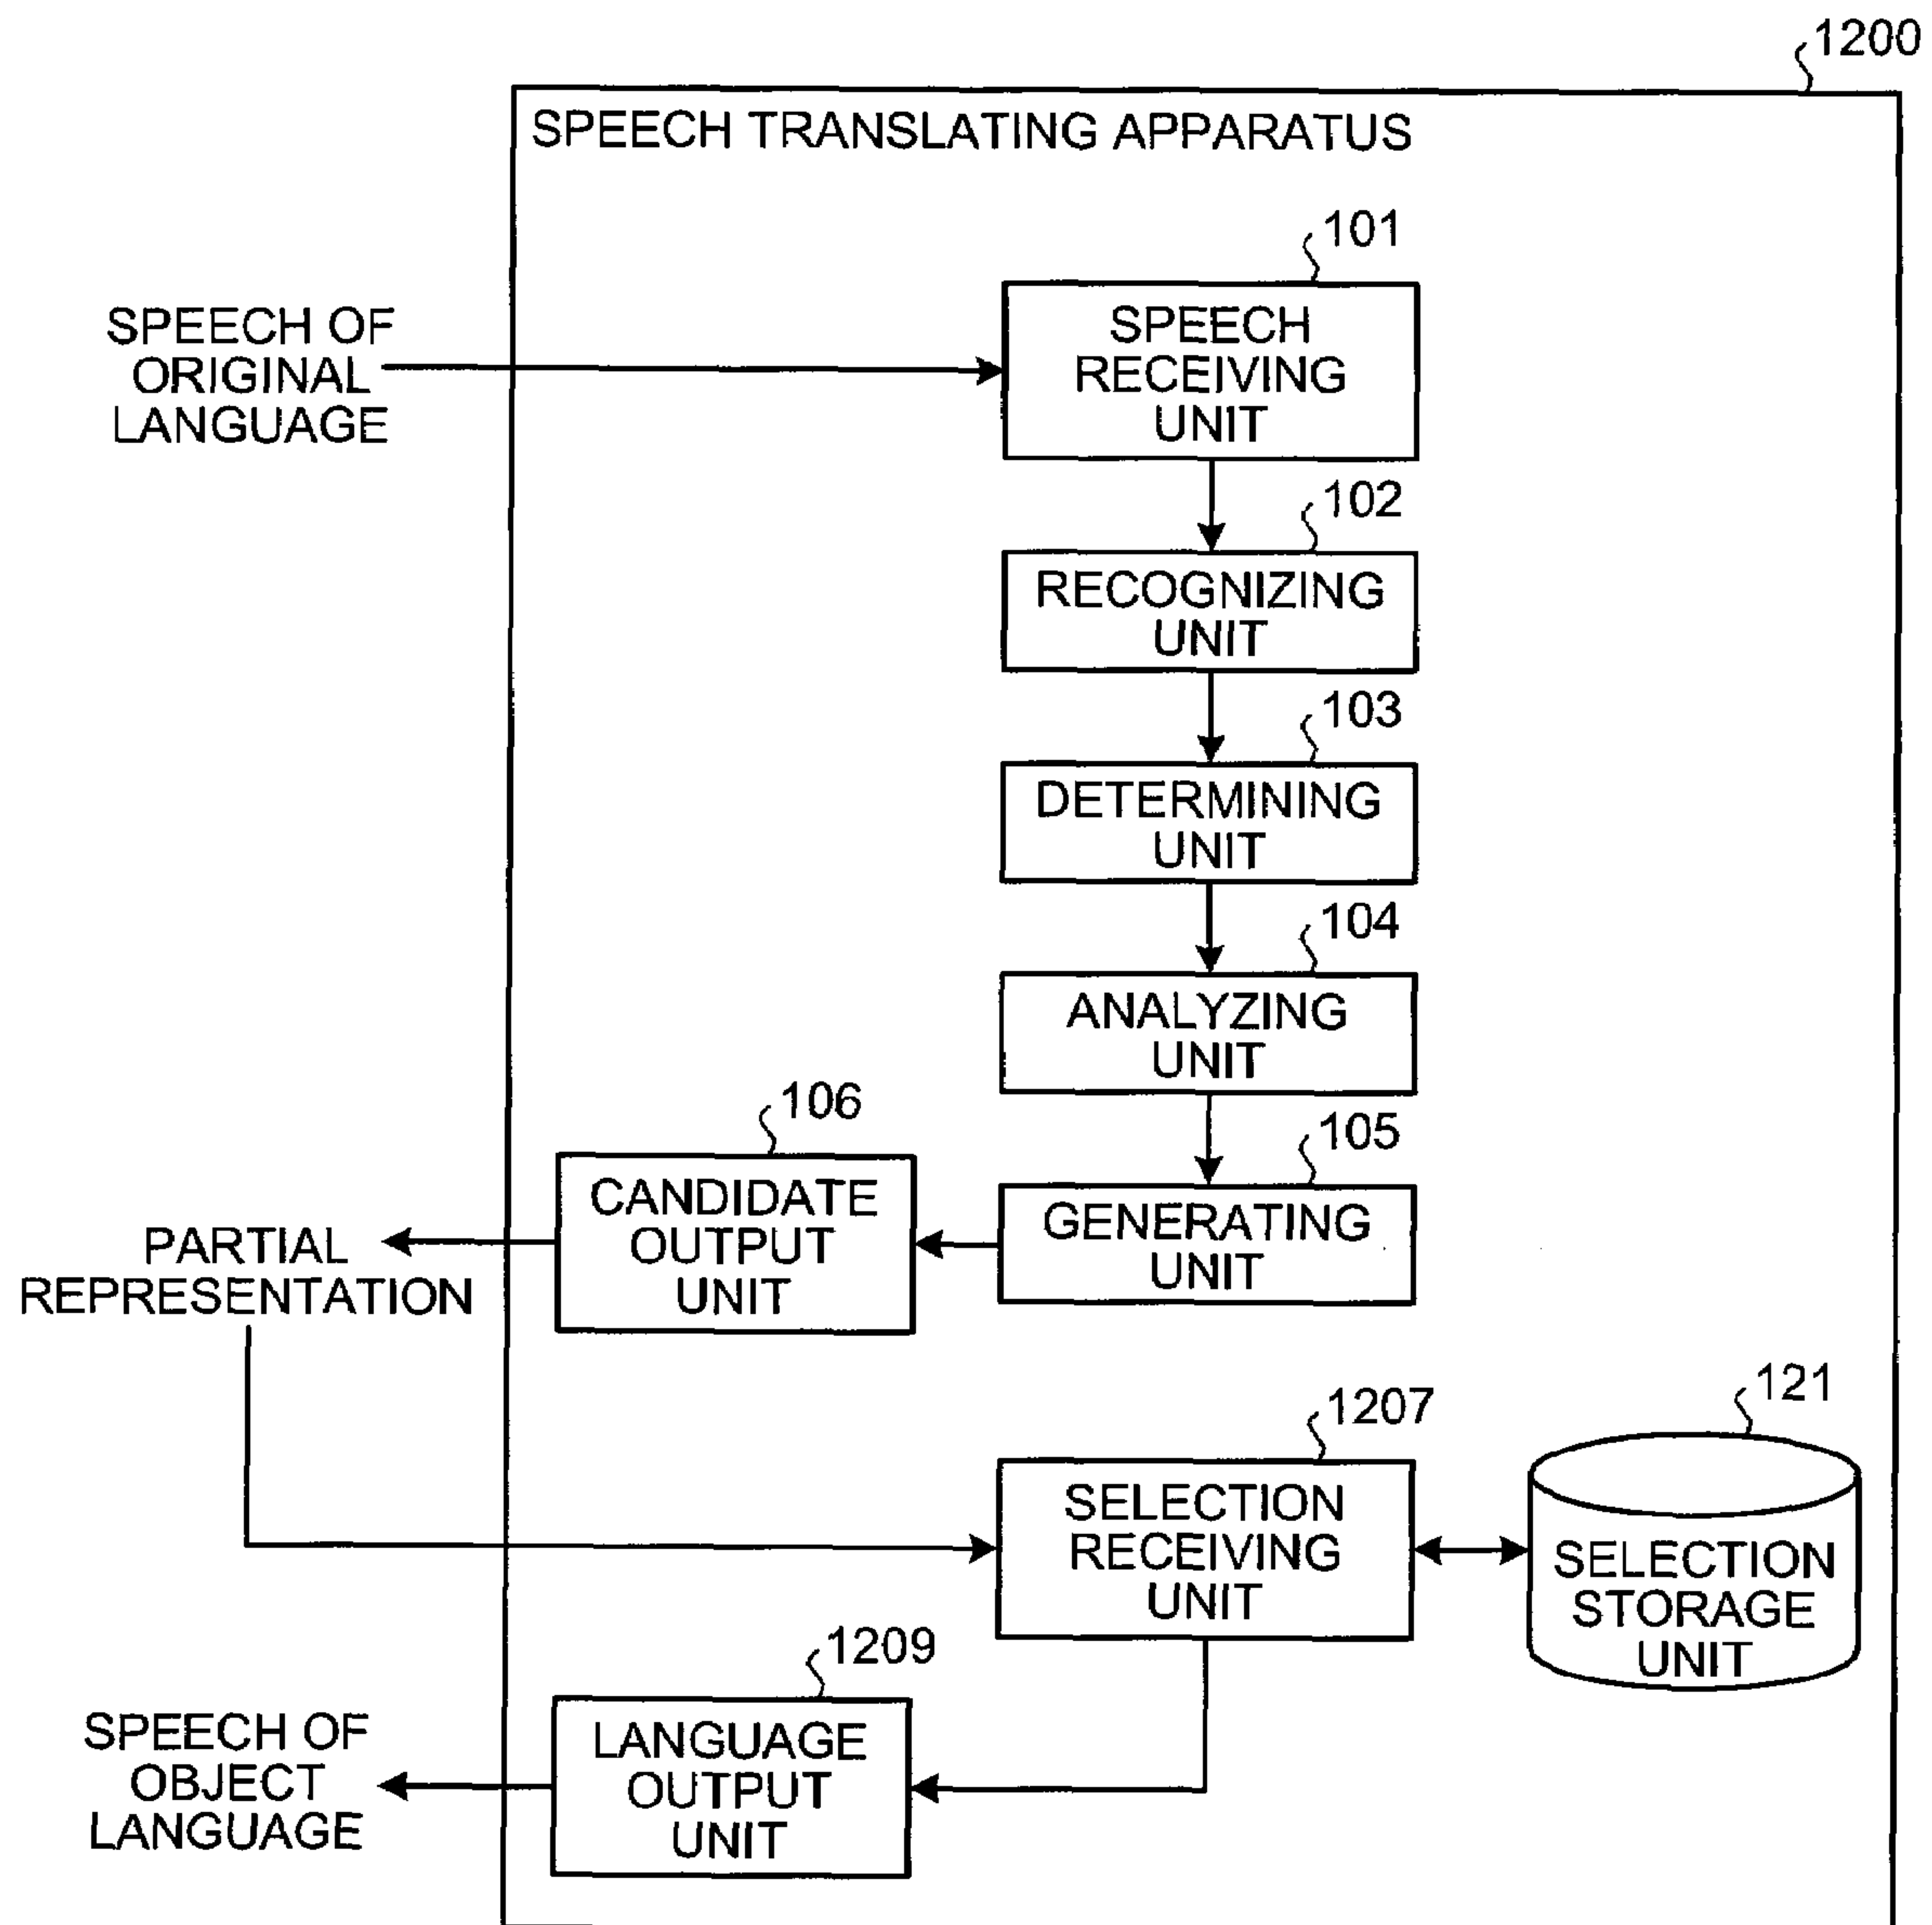 1200
SPEECH TRANSLATING APPARATUS
101
SPEECH OF
ORIGINAL
LANGUAGE
SPEECH
RECEIVING
UNIT
102
RECOGNIZING
UNIT
103
DETERMINING
UNIT
104
ANALYZING
UNIT
106
105
CANDIDATE
OUTPUT
UNIT
GENERATING
UNIT
PARTIAL
REPRESENTATION
1207
121
SELECTION
RECEIVING
UNIT
SELECTION
STORAGE
UNIT
1209
SPEECH OF
OBJECT
LANGUAGE
LANGUAGE
OUTPUT
UNIT